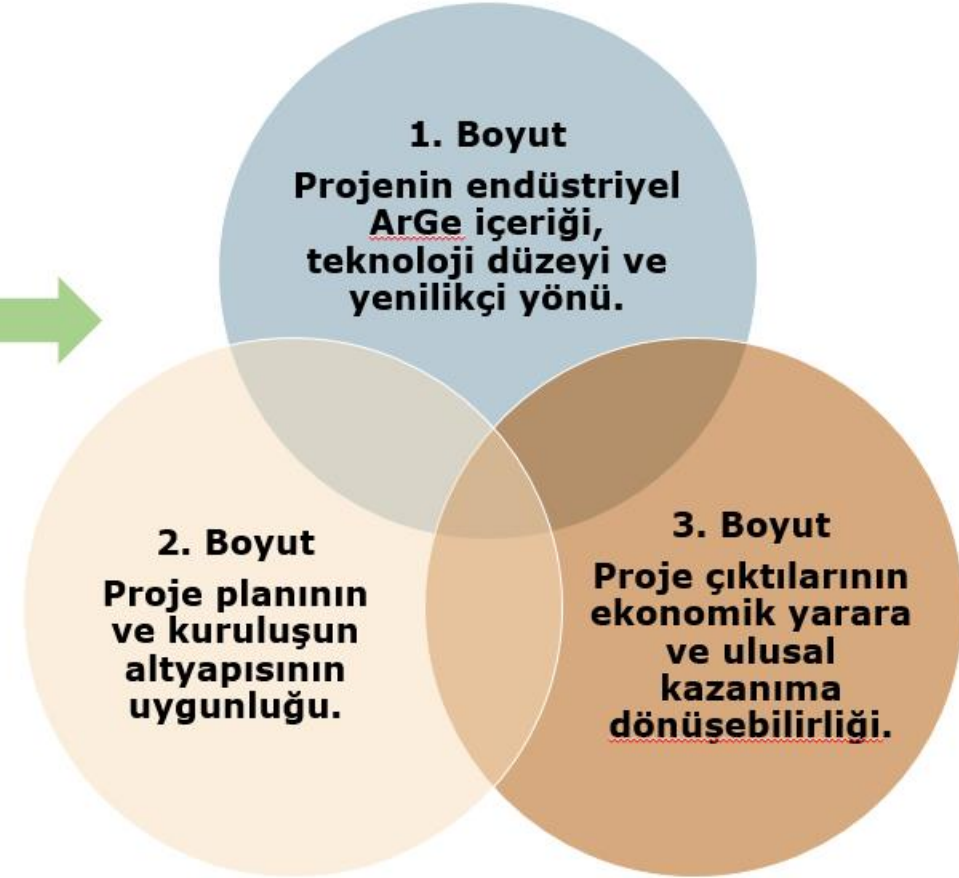 1. Boyut
Projenin endüstriyel
ArGe içeriği,
teknoloji düzeyi ve
yenilikçi yönü.
2. Boyut
Proje planının
ve kuruluşun
altyapısının
uygunluğu.
3. Boyut
Proje çıktılarının
ekonomik yarara
ve ulusal
kazanıma
dönüşebilirliği.